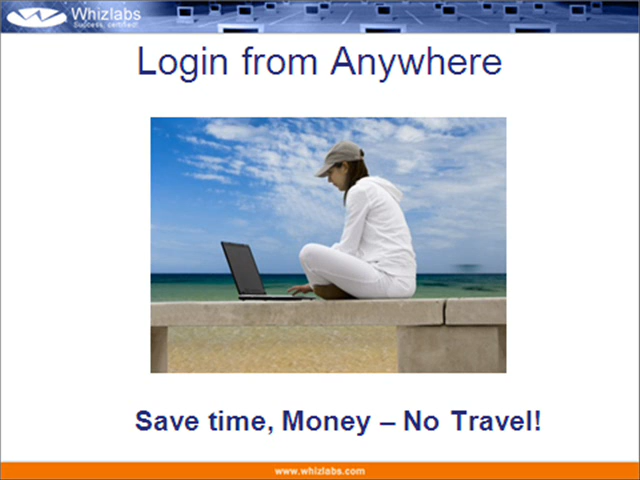 Whizlabs
Success, certified!
Login from Anywhere
Save time, Money – No Travel!
www.whizlabs.com